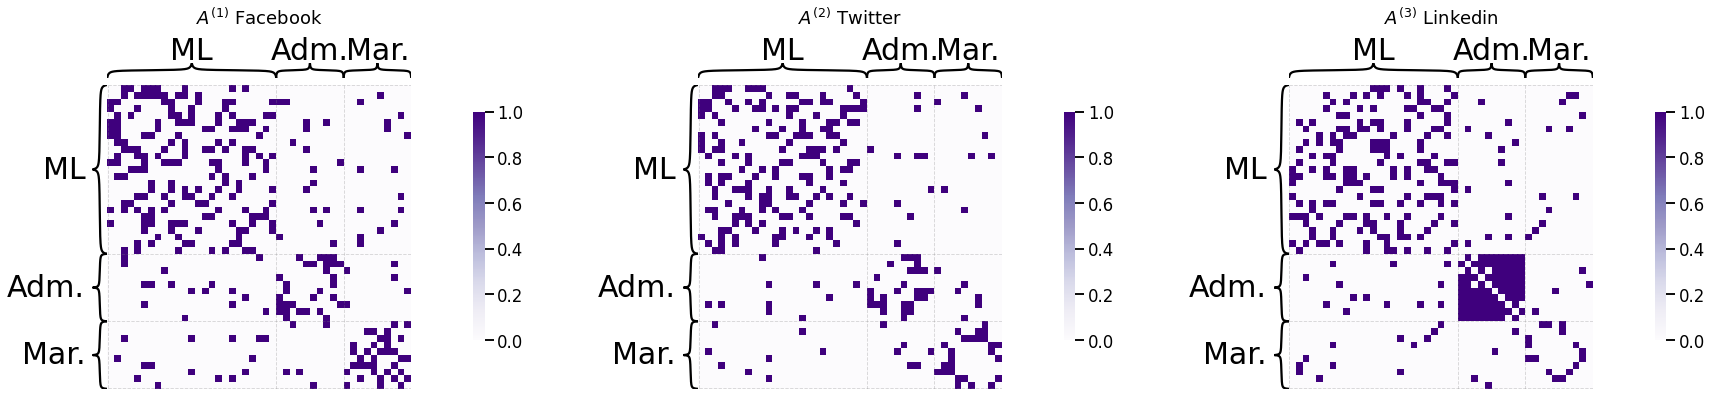 A⁽¹⁾ Facebook
ML Adm. Mar.
ML
Adm.
Mar.
1.0
0.8
0.6
0.4
0.2
0.0
A⁽²⁾ Twitter
ML Adm. Mar.
ML
Adm.
Mar.
1.0
0.8
0.6
0.4
0.2
0.0
A⁽³⁾ Linkedin
ML Adm. Mar.
ML
Adm.
Mar.
1.0
0.8
0.6
0.4
0.2
0.0